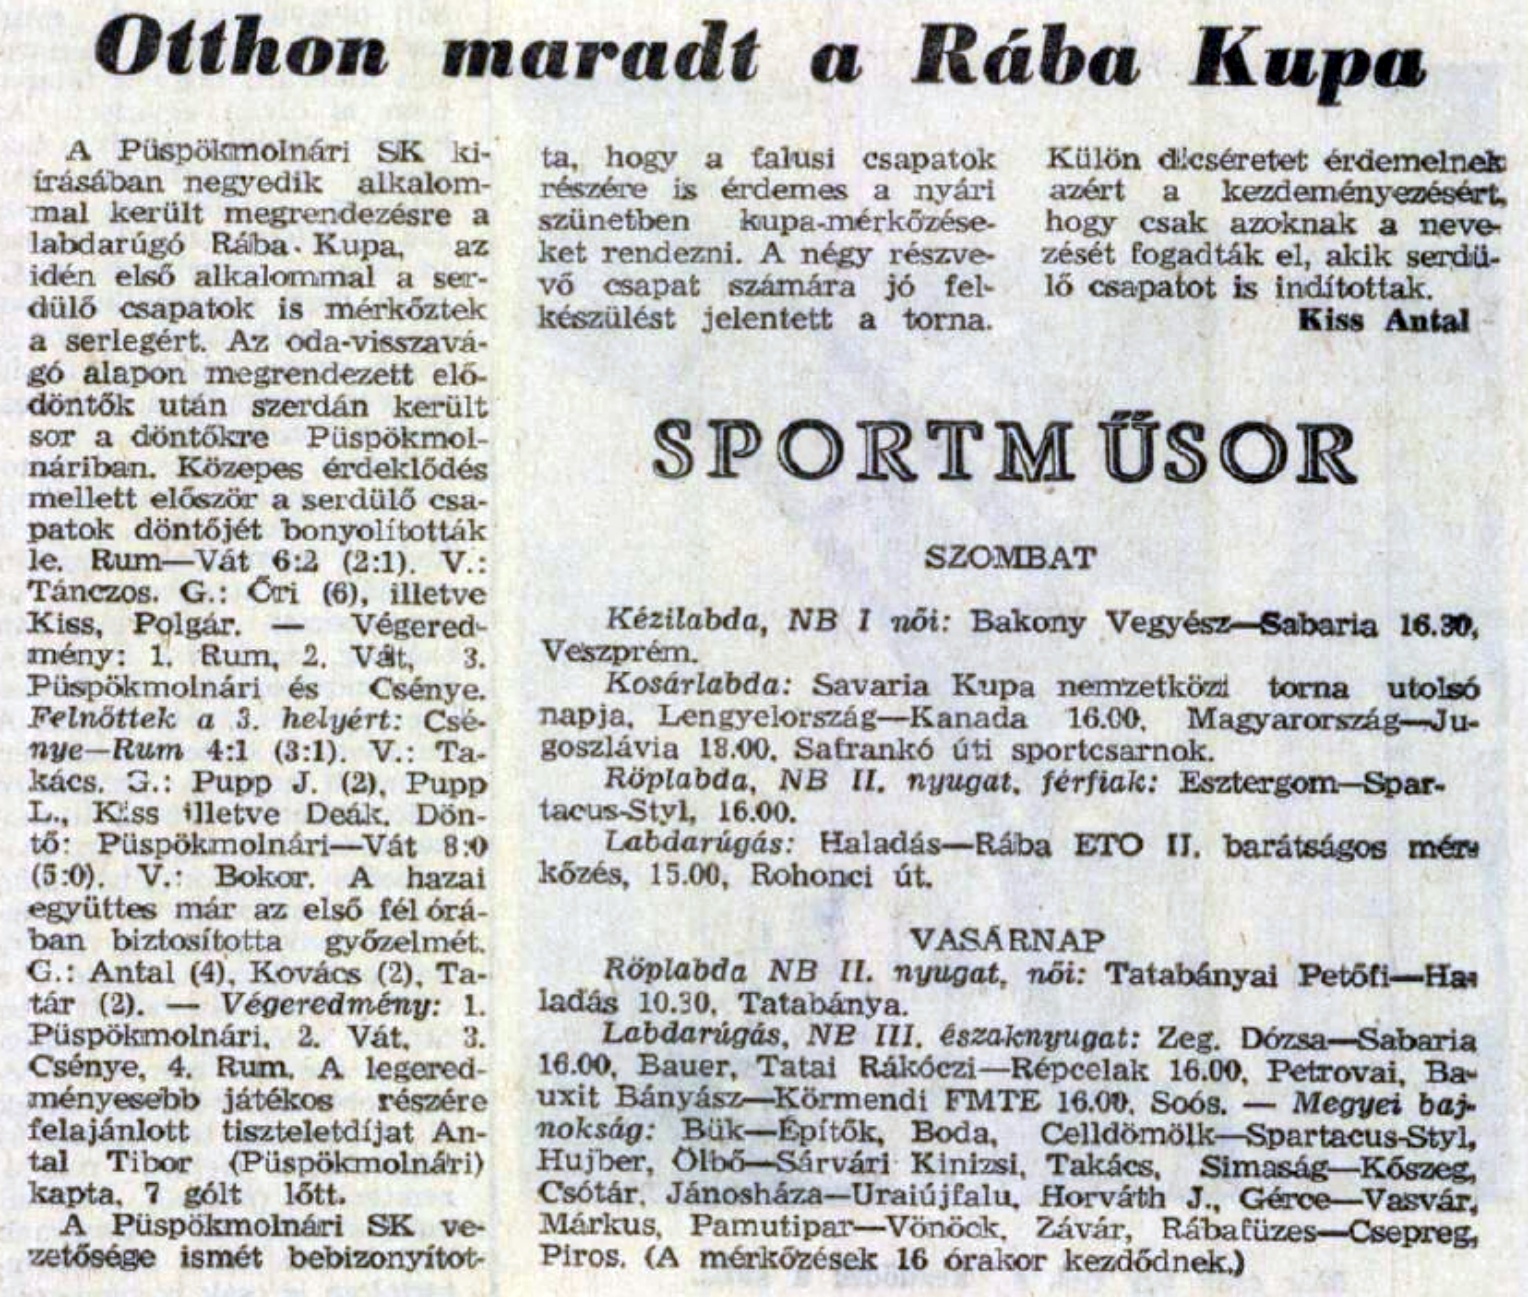 Otthon maradt a Rába Kupa
A Püspökmolnári SK ki-
írásában negyedik alkalom-
mal került megrendezésre a
labdarúgó Rába Kupa, az
idén első alkalommal a ser-
dülő csapatok is mérkőztek
a serlegért. Az oda-visszavá-
gó alapon megrendezett elő-
döntők után szerdán került
sor a döntőkre Püspökmol-
náriban. Közepes érdeklődés
mellett először a serdülő csa-
patok döntőjét bonyolították
le. Rum—Vát 6:2 (2:1). V.:
Tánczos. G.: Őri (6), illetve
Kiss, Polgár. — Végered-
mény: 1. Rum, 2. Vát, 3.
Püspökmolnári és Csénye.
Felnőttek a 3. helyért: Csé-
nye—Rum 4:1 (3:1). V.: Ta-
kács. G.: Pupp J. (2), Pupp
L., Kiss illetve Deák. Dön-
tő: Püspökmolnári—Vát 8:0
(5:0). V.: Bokor. A hazai
együttes már az első fél órá-
ban biztosította győzelmét.
G.: Antal (4), Kovács (2), Ta-
tár (2). — Végeredmény: 1.
Püspökmolnári, 2. Vát, 3.
Csénye, 4. Rum. A legered-
ményesebb játékos részére
felajánlott tiszteletdíjat An-
tal Tibor (Püspökmolnári)
kapta, 7 gólt lőtt.
A Püspökmolnári SK ve-
zetősége ismét bebizonyítot-
ta, hogy a falusi csapatok
részére is érdemes a nyári
szünetben kupa-mérkőzése-
ket rendezni. A négy részve-
vő csapat számára jó fel-
készülést jelentett a torna.
Külön dicséretet érdemelnek
azért a kezdeményezésért,
hogy csak azoknak a neve-
zését fogadták el, akik serdü-
lő csapatot is indítottak.
Kiss Antal
SPORTMŰSOR
SZOMBAT
Kézilabda, NB I női: Bakony Vegyész—Sabaria 16.30,
Veszprém.
Kosárlabda: Savaria Kupa nemzetközi torna utolsó
napja, Lengyelország—Kanada 16.00, Magyarország—Ju-
goszlávia 18.00, Safrankó úti sportcsarnok.
Röplabda, NB II. nyugat, férfiak: Esztergom—Spar-
tacus-Styl, 16.00.
Labdarúgás: Haladás—Rába ETO II. barátságos mér-
kőzés, 15.00, Rohonci út.
VASÁRNAP
Röplabda NB II. nyugat, női: Tatabányai Petőfi—Ha-
ladás 10.30, Tatabánya.
Labdarúgás, NB III. északnyugat: Zeg. Dózsa—Sabaria
16.00, Bauer, Tatai Rákóczi—Répcelak 16.00, Petrovai, Ba-
uxit Bányász—Körmendi FMTE 16.00, Soós. — Megyei baj-
nokság: Bük—Építők, Boda, Celldömölk—Spartacus-Styl,
Hujber, Ölbő—Sárvári Kinizsi, Takács, Simaság—Kőszeg,
Csótár, Jánosháza—Uraiújfalu, Horváth J., Gérce—Vasvár,
Márkus, Pamutipar—Vönöck, Závár, Rábafüzes—Csepreg,
Piros. (A mérkőzések 16 órakor kezdődnek.)